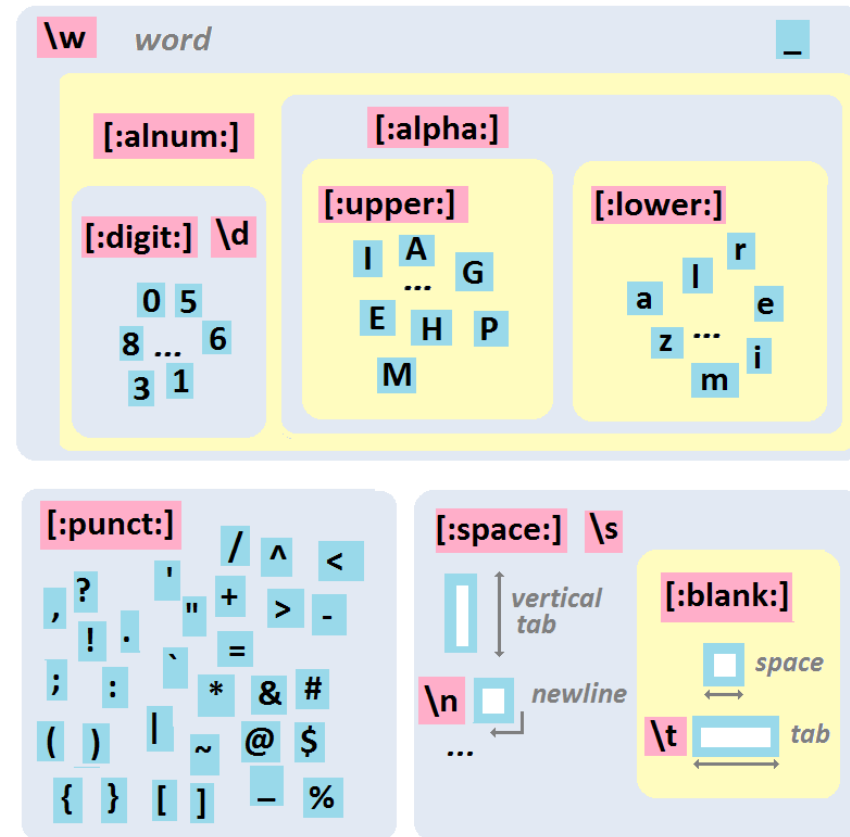 \w word _
[:alnum:] [:alpha:]
[:digit:] \d [:upper:] [:lower:]
0 5
8 ... 6
3 1
I A G
...
E H P
M
r
l
a e
z ... i
m
[:punct:]
/ ^ <
' " + > -
, ? ! .
` =
; : * & #
( ) | ~ @ $
{ } [ ] _ %
[:space:] \s
vertical
tab
\n newline
...
[:blank:]
space
\t tab